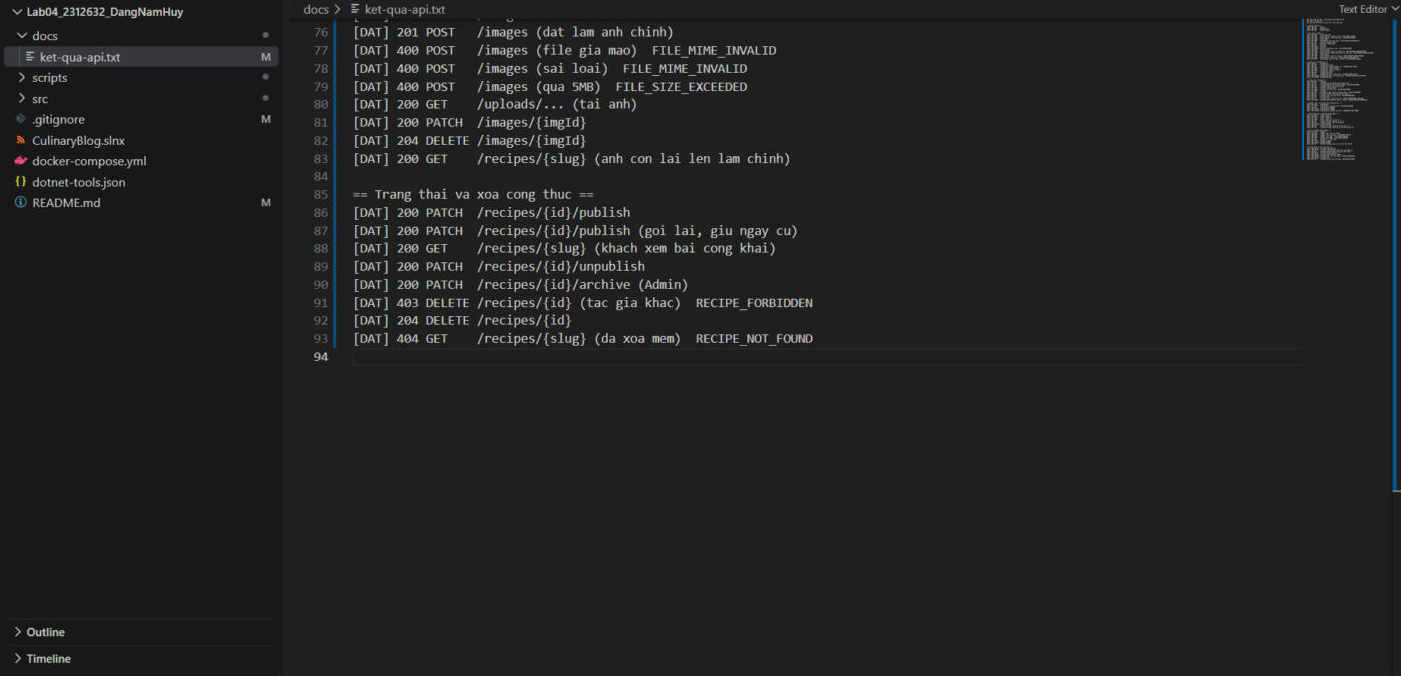 Lab04_2312632_DangNamHuy
docs
ket-qua-api.txt M
scripts
src
.gitignore M
CulinaryBlog.slnx
docker-compose.yml
dotnet-tools.json
README.md M
Outline
Timeline
docs > ket-qua-api.txt
Text Editor
76 [DAT] 201 POST /images (dat lam anh chinh)
77 [DAT] 400 POST /images (file gia mao) FILE_MIME_INVALID
78 [DAT] 400 POST /images (sai loai) FILE_MIME_INVALID
79 [DAT] 400 POST /images (qua 5MB) FILE_SIZE_EXCEEDED
80 [DAT] 200 GET /uploads/... (tai anh)
81 [DAT] 200 PATCH /images/{imgId}
82 [DAT] 204 DELETE /images/{imgId}
83 [DAT] 200 GET /recipes/{slug} (anh con lai len lam chinh)
84
85 == Trang thai va xoa cong thuc ==
86 [DAT] 200 PATCH /recipes/{id}/publish
87 [DAT] 200 PATCH /recipes/{id}/publish (goi lai, giu ngay cu)
88 [DAT] 200 GET /recipes/{slug} (khach xem bai cong khai)
89 [DAT] 200 PATCH /recipes/{id}/unpublish
90 [DAT] 200 PATCH /recipes/{id}/archive (Admin)
91 [DAT] 403 DELETE /recipes/{id} (tac gia khac) RECIPE_FORBIDDEN
92 [DAT] 204 DELETE /recipes/{id}
93 [DAT] 404 GET /recipes/{slug} (da xoa mem) RECIPE_NOT_FOUND
94